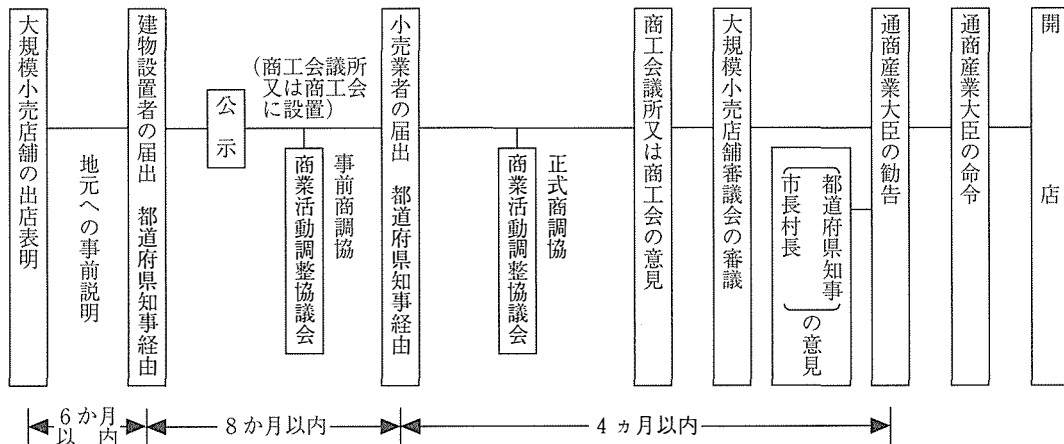 大規模小売店舗の出店表明
地元への事前説明
建物設置者の届出　都道府県知事経由
公示
(商工会議所
又は商工会
に設置)
事前商調協
商業活動調整協議会
小売業者の届出　都道府県知事経由
正式商調協
商業活動調整協議会
商工会議所又は商工会の意見
大規模小売店舗審議会の審議
都道府県知事
市長村長
の意見
通商産業大臣の勧告
通商産業大臣の命令
開店
6か月
以内
8か月以内
4ヵ月以内